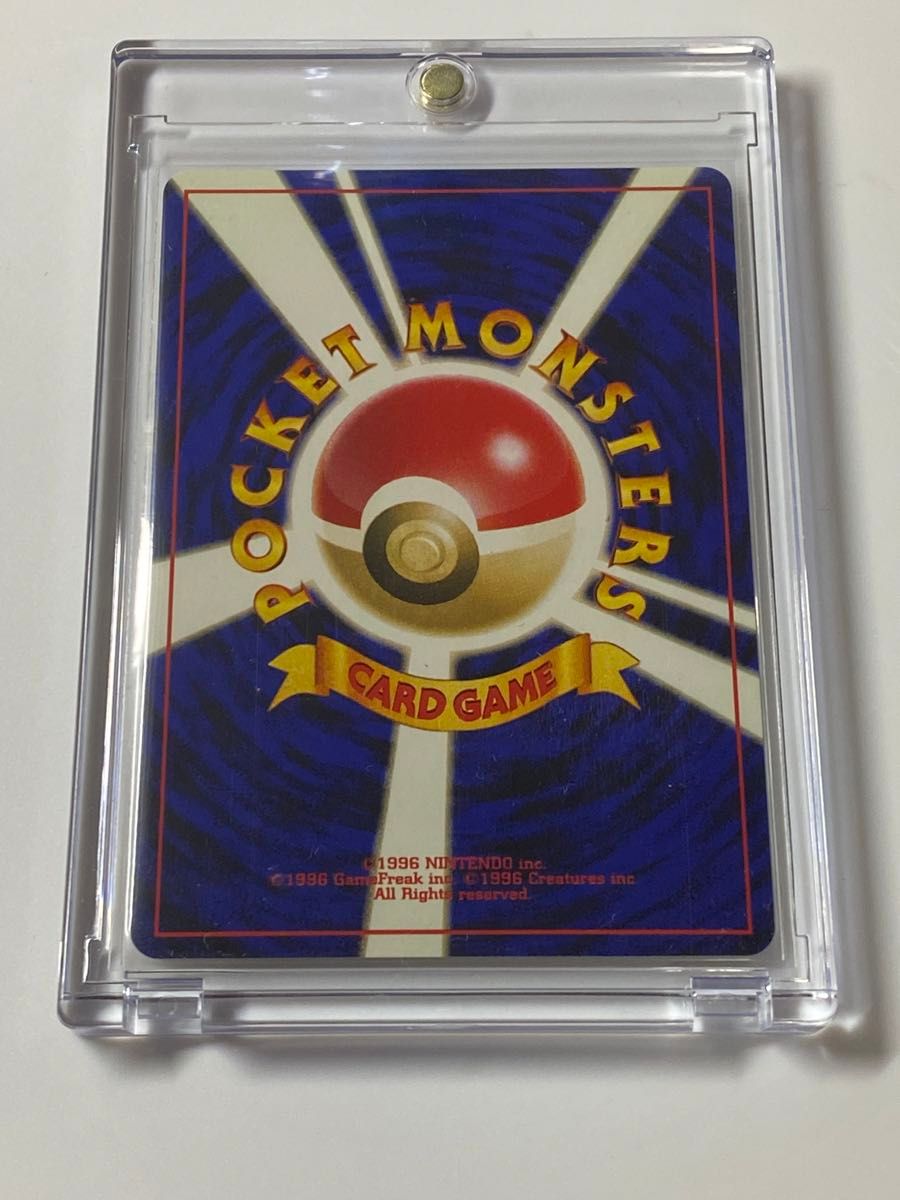 POCKET MONSTERS
CARD GAME
©1996 NINTENDO inc.
©1996 GameFreak inc. ©1996 Creatures inc
All Rights reserved.